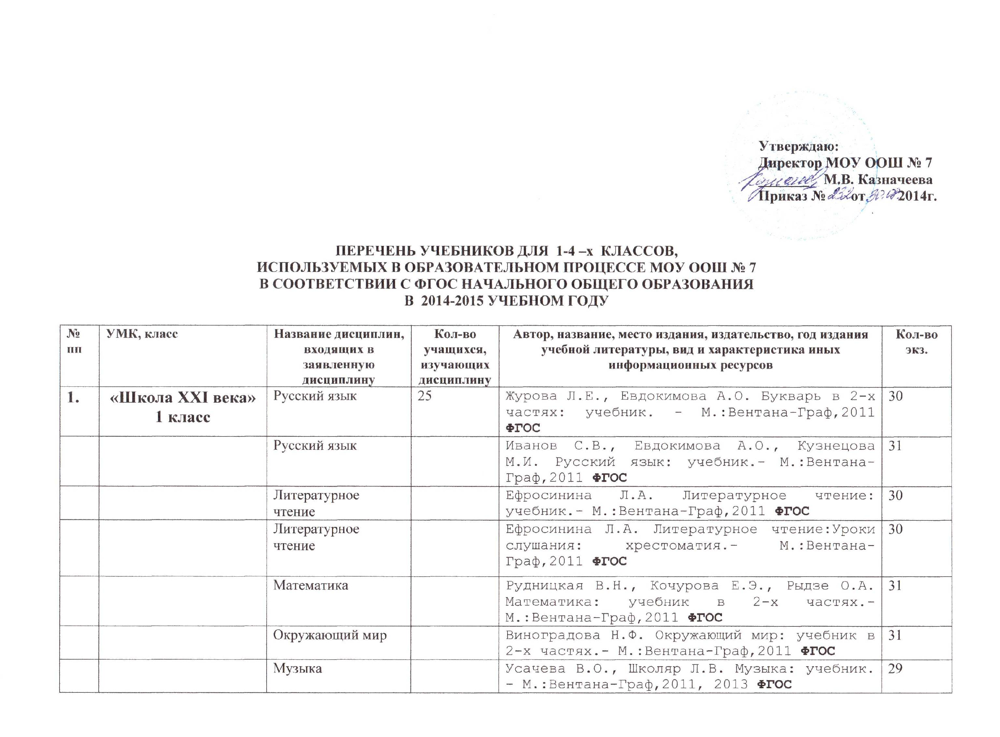 Утверждаю:
Директор МОУ ООШ № 7
М.В. Казначеева
Приказ № 232 от 30.08 2014г.
ПЕРЕЧЕНЬ УЧЕБНИКОВ ДЛЯ 1-4 –х КЛАССОВ,
ИСПОЛЬЗУЕМЫХ В ОБРАЗОВАТЕЛЬНОМ ПРОЦЕССЕ МОУ ООШ № 7
В СООТВЕТСТВИИ С ФГОС НАЧАЛЬНОГО ОБЩЕГО ОБРАЗОВАНИЯ
В 2014-2015 УЧЕБНОМ ГОДУ
№
пп
УМК, класс
Название дисциплин,
входящих в
заявленную
дисциплину
Кол-во
учащихся,
изучающих
дисциплину
Автор, название, место издания, издательство, год издания
учебной литературы, вид и характеристика иных
информационных ресурсов
Кол-во
экз.
1.
«Школа XXI века»
1 класс
Русский язык
25
Журова Л.Е., Евдокимова А.О. Букварь в 2-х
частях: учебник. - М.:Вентана-Граф,2011
ФГОС
30
Русский язык
Иванов С.В., Евдокимова А.О., Кузнецова
М.И. Русский язык: учебник.- М.:Вентана-
Граф,2011 ФГОС
31
Литературное
чтение
Ефросинина Л.А. Литературное чтение:
учебник.- М.:Вентана-Граф,2011 ФГОС
30
Литературное
чтение
Ефросинина Л.А. Литературное чтение:Уроки
слушания: хрестоматия.- М.:Вентана-
Граф,2011 ФГОС
30
Математика
Рудницкая В.Н., Кочурова Е.Э., Рыдзе О.А.
Математика: учебник в 2-х частях.-
М.:Вентана-Граф,2011 ФГОС
31
Окружающий мир
Виноградова Н.Ф. Окружающий мир: учебник в
2-х частях.- М.:Вентана-Граф,2011 ФГОС
31
Музыка
Усачева В.О., Школяр Л.В. Музыка: учебник.
- М.:Вентана-Граф,2011, 2013 ФГОС
29